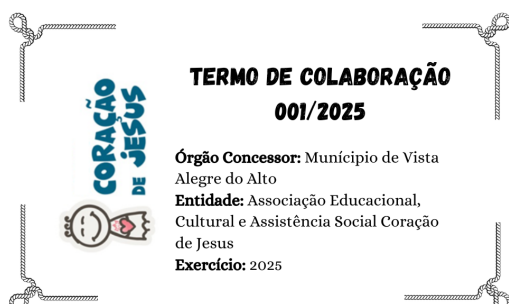 CORAÇÃO
DE JESUS
TERMO DE COLABORAÇÃO
001/2025
Órgão Concessor: Munícipio de Vista
Alegre do Alto
Entidade: Associação Educacional,
Cultural e Assistência Social Coração
de Jesus
Exercício: 2025